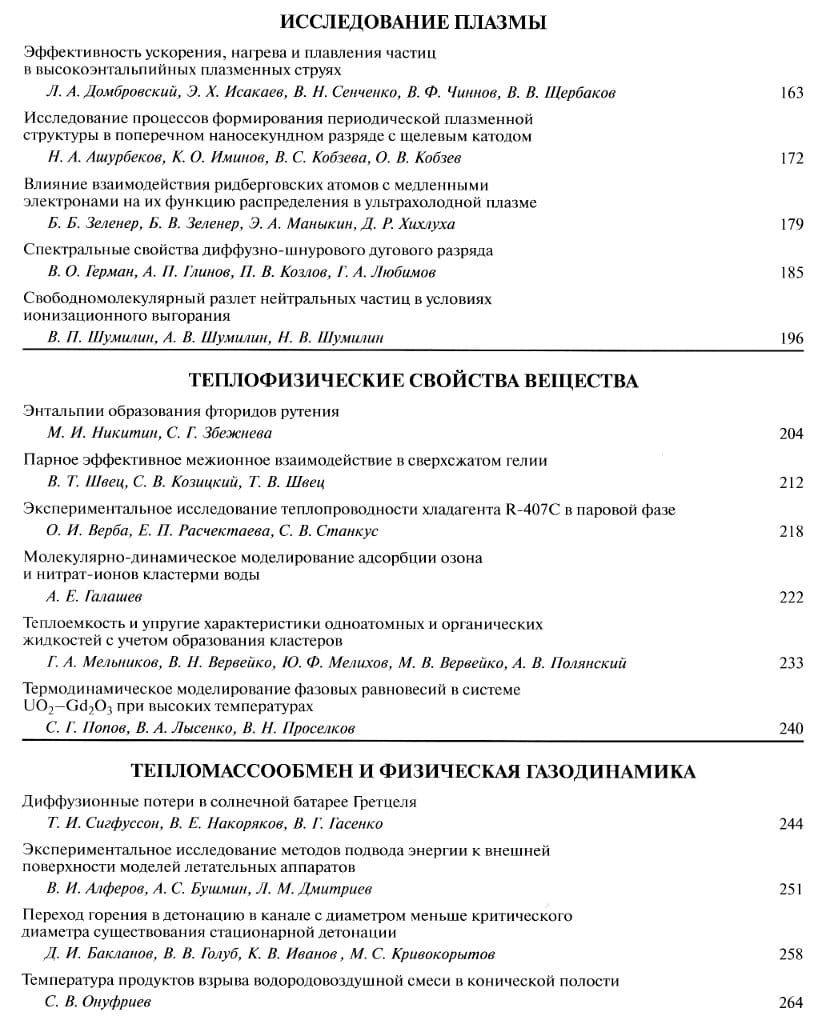 ИССЛЕДОВАНИЕ ПЛАЗМЫ
Эффективность ускорения, нагрева и плавления частиц
в высокоэнтальпийных плазменных струях
Л. А. Домбровский, Э. Х. Исакаев, В. Н. Сенченко, В. Ф. Чиннов, В. В. Щербаков 163
Исследование процессов формирования периодической плазменной
структуры в поперечном наносекундном разряде с щелевым катодом
Н. А. Ашурбеков, К. О. Иминов, В. С. Кобзева, О. В. Кобзев 172
Влияние взаимодействия ридберговских атомов с медленными
электронами на их функцию распределения в ультрахолодной плазме
Б. Б. Зеленер, Б. В. Зеленер, Э. А. Маныкин, Д. Р. Хихлуха 179
Спектральные свойства диффузно-шнурового дугового разряда
В. О. Герман, А. П. Глинов, П. В. Козлов, Г. А. Любимов 185
Свободномолекулярный разлет нейтральных частиц в условиях
ионизационного выгорания
В. П. Шумилин, А. В. Шумилин, Н. В. Шумилин 196
ТЕПЛОФИЗИЧЕСКИЕ СВОЙСТВА ВЕЩЕСТВА
Энтальпии образования фторидов рутения
М. И. Никитин, С. Г. Збежнева 204
Парное эффективное межионное взаимодействие в сверхсжатом гелии
В. Т. Швец, С. В. Козицкий, Т. В. Швец 212
Экспериментальное исследование теплопроводности хладагента R-407C в паровой фазе
О. И. Верба, Е. П. Расчектаева, С. В. Станкус 218
Молекулярно-динамическое моделирование адсорбции озона
и нитрат-ионов кластерми воды
А. Е. Галашев 222
Теплоемкость и упругие характеристики одноатомных и органических
жидкостей с учетом образования кластеров
Г. А. Мельников, В. Н. Вервейко, Ю. Ф. Мелихов, М. В. Вервейко, А. В. Полянский 233
Термодинамическое моделирование фазовых равновесий в системе
UO₂–Gd₂O₃ при высоких температурах
С. Г. Попов, В. А. Лысенко, В. Н. Проселков 240
ТЕПЛОМАССООБМЕН И ФИЗИЧЕСКАЯ ГАЗОДИНАМИКА
Диффузионные потери в солнечной батарее Гретцеля
Т. И. Сигфуссон, В. Е. Накоряков, В. Г. Гасенко 244
Экспериментальное исследование методов подвода энергии к внешней
поверхности моделей летательных аппаратов
В. И. Алферов, А. С. Бушмин, Л. М. Дмитриев 251
Переход горения в детонацию в канале с диаметром меньше критического
диаметра существования стационарной детонации
Д. И. Бакланов, В. В. Голуб, К. В. Иванов, М. С. Кривокорытов 258
Температура продуктов взрыва водородовоздушной смеси в конической полости
С. В. Онуфриев 264